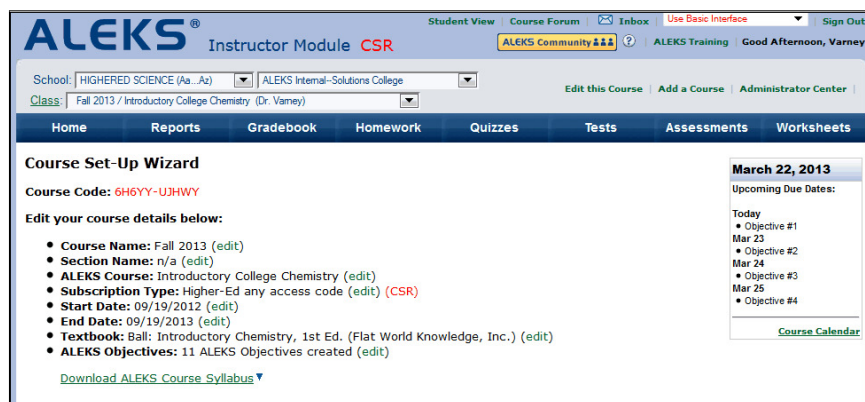 Student View | Course Forum | Inbox | Use Basic Interface | Sign Out
ALEKS® Instructor Module CSR
ALEKS Community ? | ALEKS Training | Good Afternoon, Varney
School: HIGHERED SCIENCE (Aa...Az) ALEKS Internal--Solutions College
Edit this Course | Add a Course | Administrator Center |
Class: Fall 2013 / Introductory College Chemistry (Dr. Varney)
Home Reports Gradebook Homework Quizzes Tests Assessments Worksheets
Course Set-Up Wizard
Course Code: 6H6YY-UJHWY
Edit your course details below:
• Course Name: Fall 2013 (edit)
• Section Name: n/a (edit)
• ALEKS Course: Introductory College Chemistry (edit)
• Subscription Type: Higher-Ed any access code (edit) (CSR)
• Start Date: 09/19/2012 (edit)
• End Date: 09/19/2013 (edit)
• Textbook: Ball: Introductory Chemistry, 1st Ed. (Flat World Knowledge, Inc.) (edit)
• ALEKS Objectives: 11 ALEKS Objectives created (edit)
Download ALEKS Course Syllabus
March 22, 2013
Upcoming Due Dates:
Today
• Objective #1
Mar 23
• Objective #2
Mar 24
• Objective #3
Mar 25
• Objective #4
Course Calendar